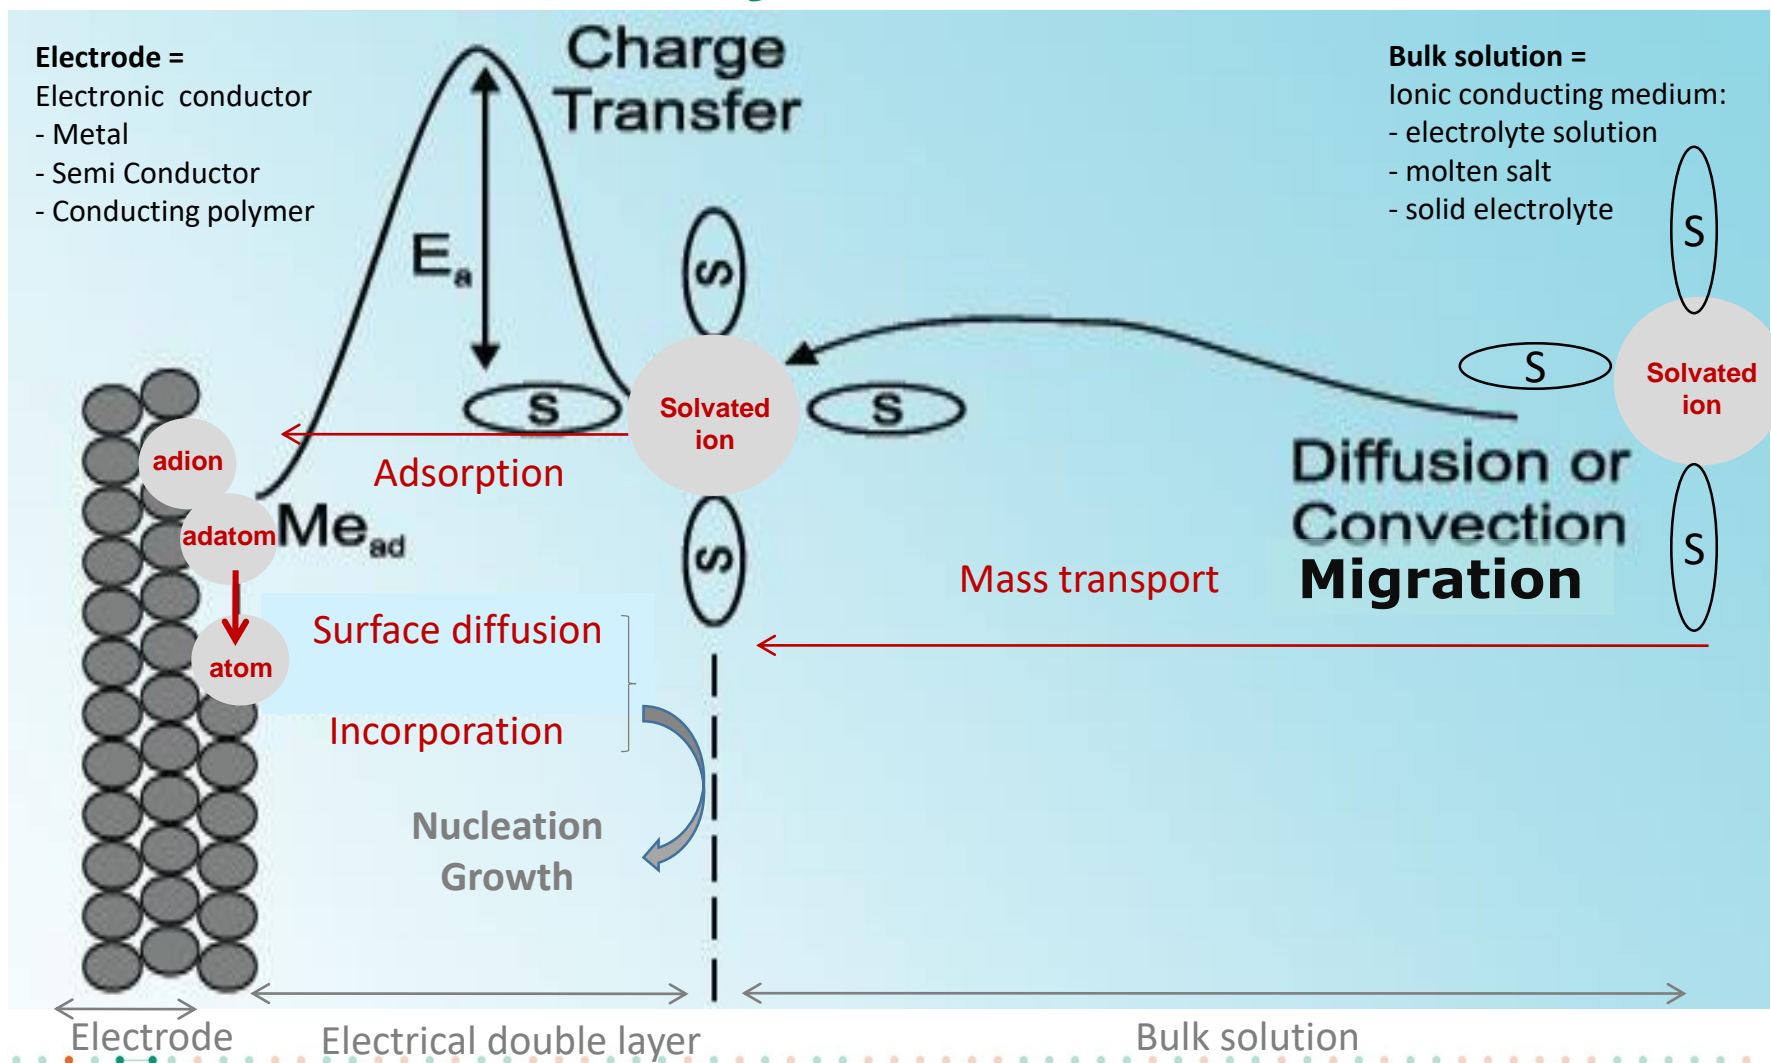 Electrode =
Electronic conductor
- Metal
- Semi Conductor
- Conducting polymer
Charge
Transfer
Bulk solution =
Ionic conducting medium:
- electrolyte solution
- molten salt
- solid electrolyte
Ea
S
S
S
S
Solvated
ion
S
S
S
Solvated
ion
adion
adatom
atom
Mead
Adsorption
Diffusion or
Convection
Migration
Mass transport
Surface diffusion
Incorporation
Nucleation
Growth
Electrode
Electrical double layer
Bulk solution